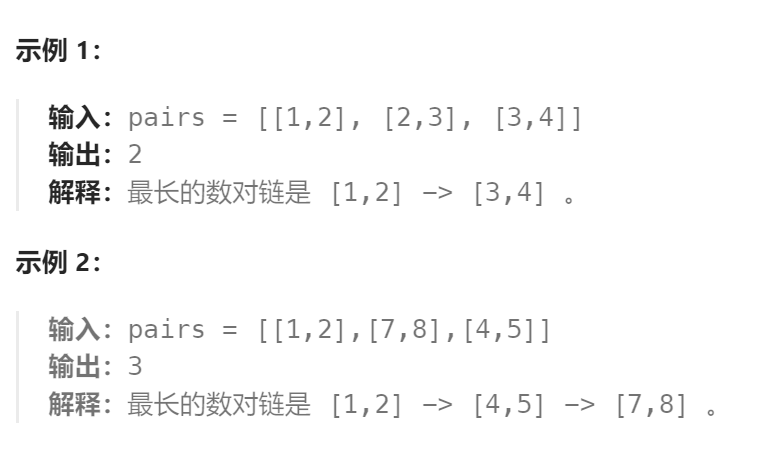 示例 1:
输入: pairs = [[1,2], [2,3], [3,4]]
输出: 2
解释: 最长的数对链是 [1,2] -> [3,4] 。
示例 2:
输入: pairs = [[1,2],[7,8],[4,5]]
输出: 3
解释: 最长的数对链是 [1,2] -> [4,5] -> [7,8] 。